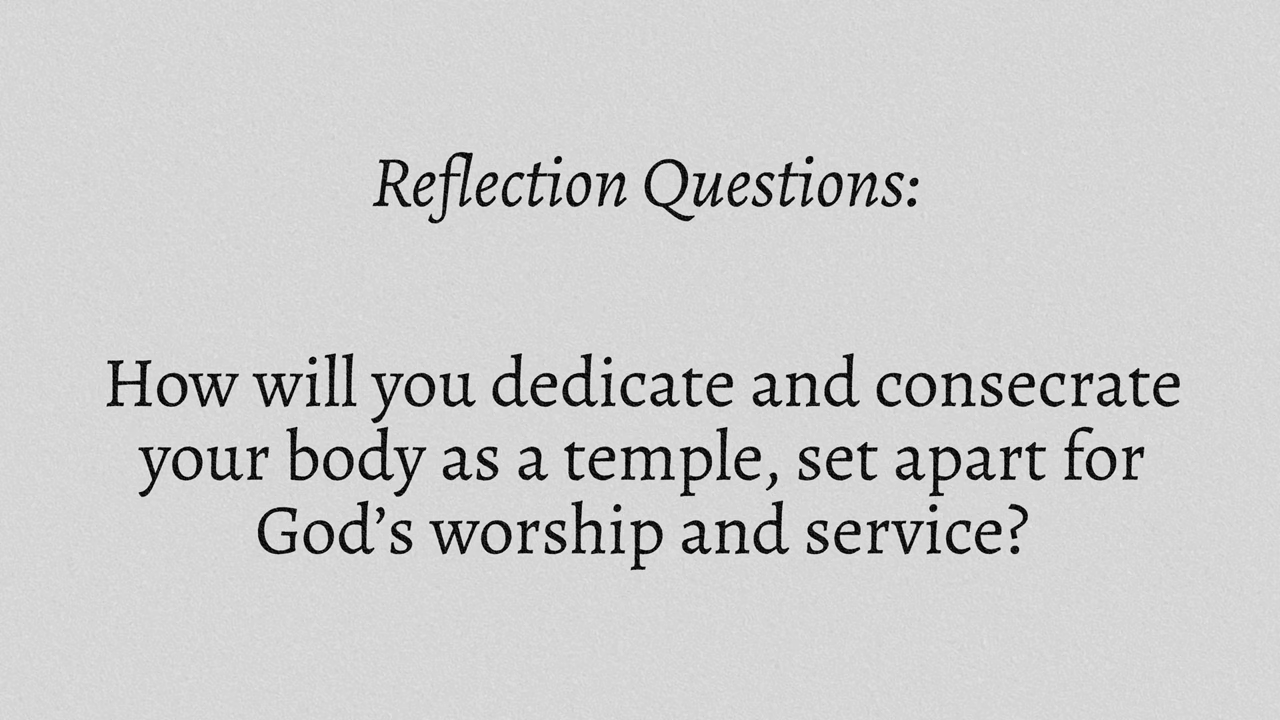 Reflection Questions:
How will you dedicate and consecrate
your body as a temple, set apart for
God’s worship and service?